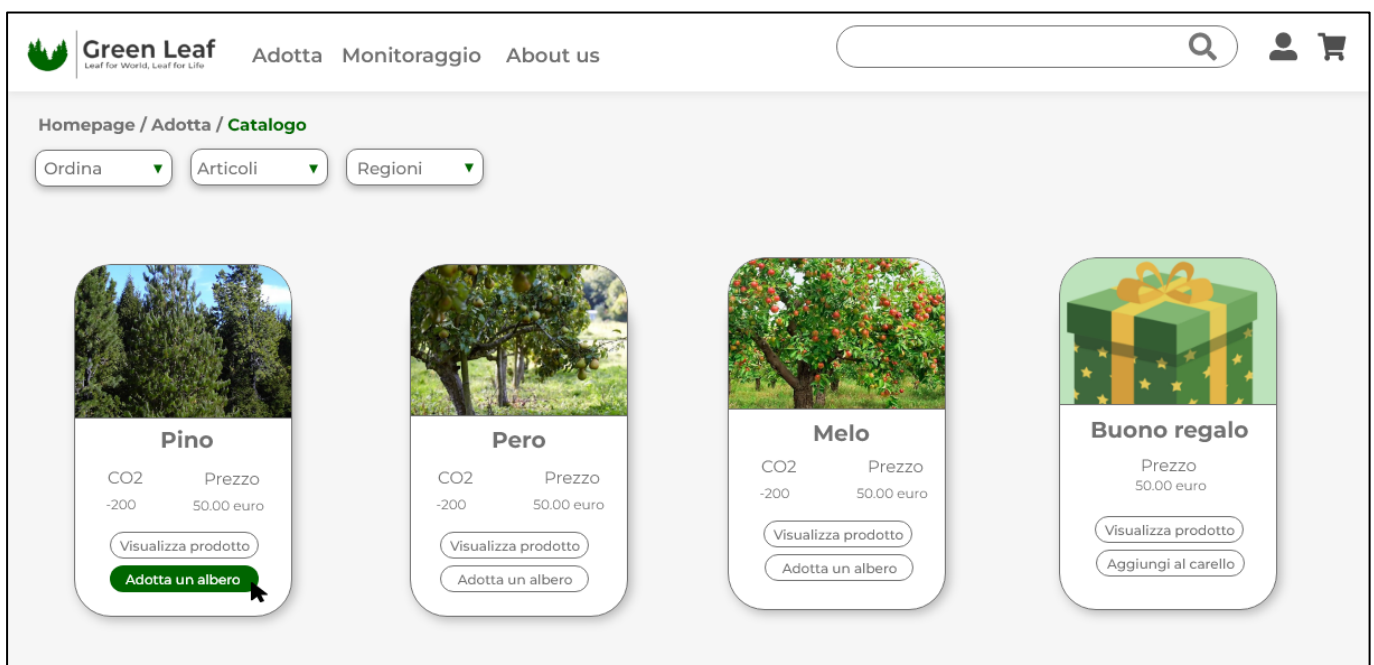 Green Leaf
Leaf for World, Leaf for Life
Adotta Monitoraggio About us
Homepage / Adotta / Catalogo
Ordina ▼ Articoli ▼ Regioni ▼
Pino
CO2 Prezzo
-200 50.00 euro
Visualizza prodotto
Adotta un albero
Pero
CO2 Prezzo
-200 50.00 euro
Visualizza prodotto
Adotta un albero
Melo
CO2 Prezzo
-200 50.00 euro
Visualizza prodotto
Adotta un albero
Buono regalo
Prezzo
50.00 euro
Visualizza prodotto
Aggiungi al carello